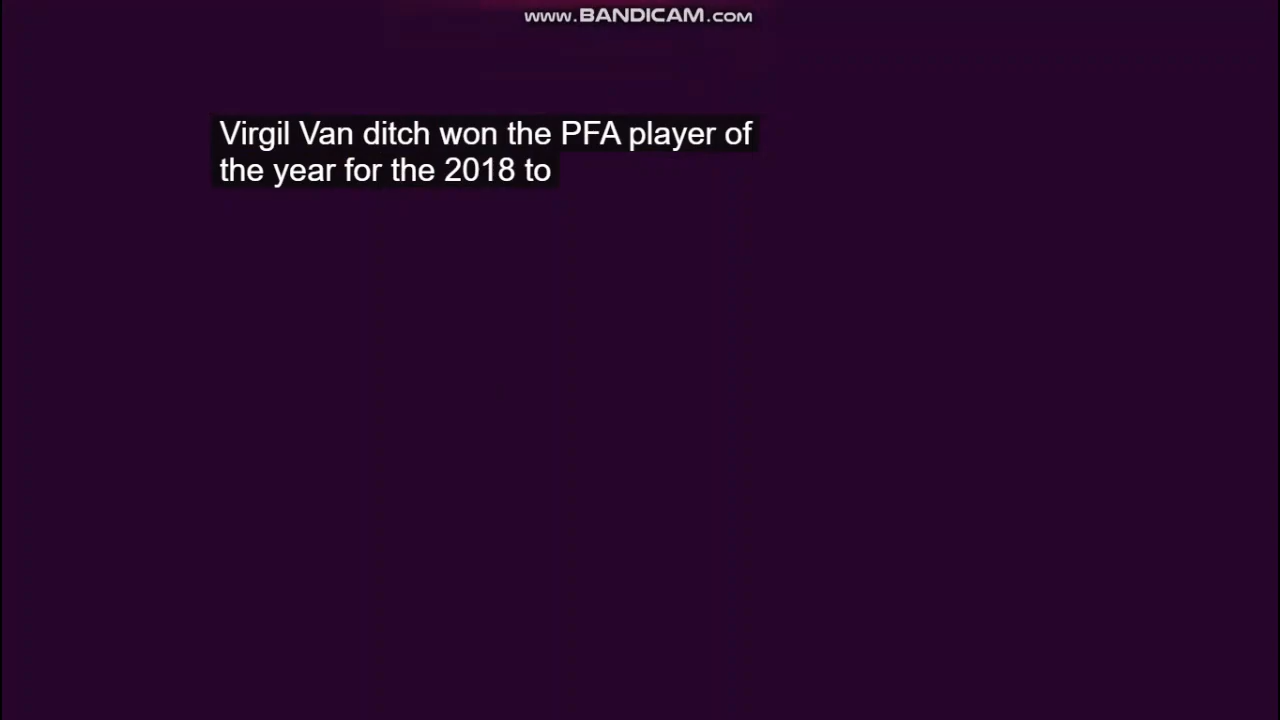 www.BANDICAM.com
Virgil Van ditch won the PFA player of
the year for the 2018 to